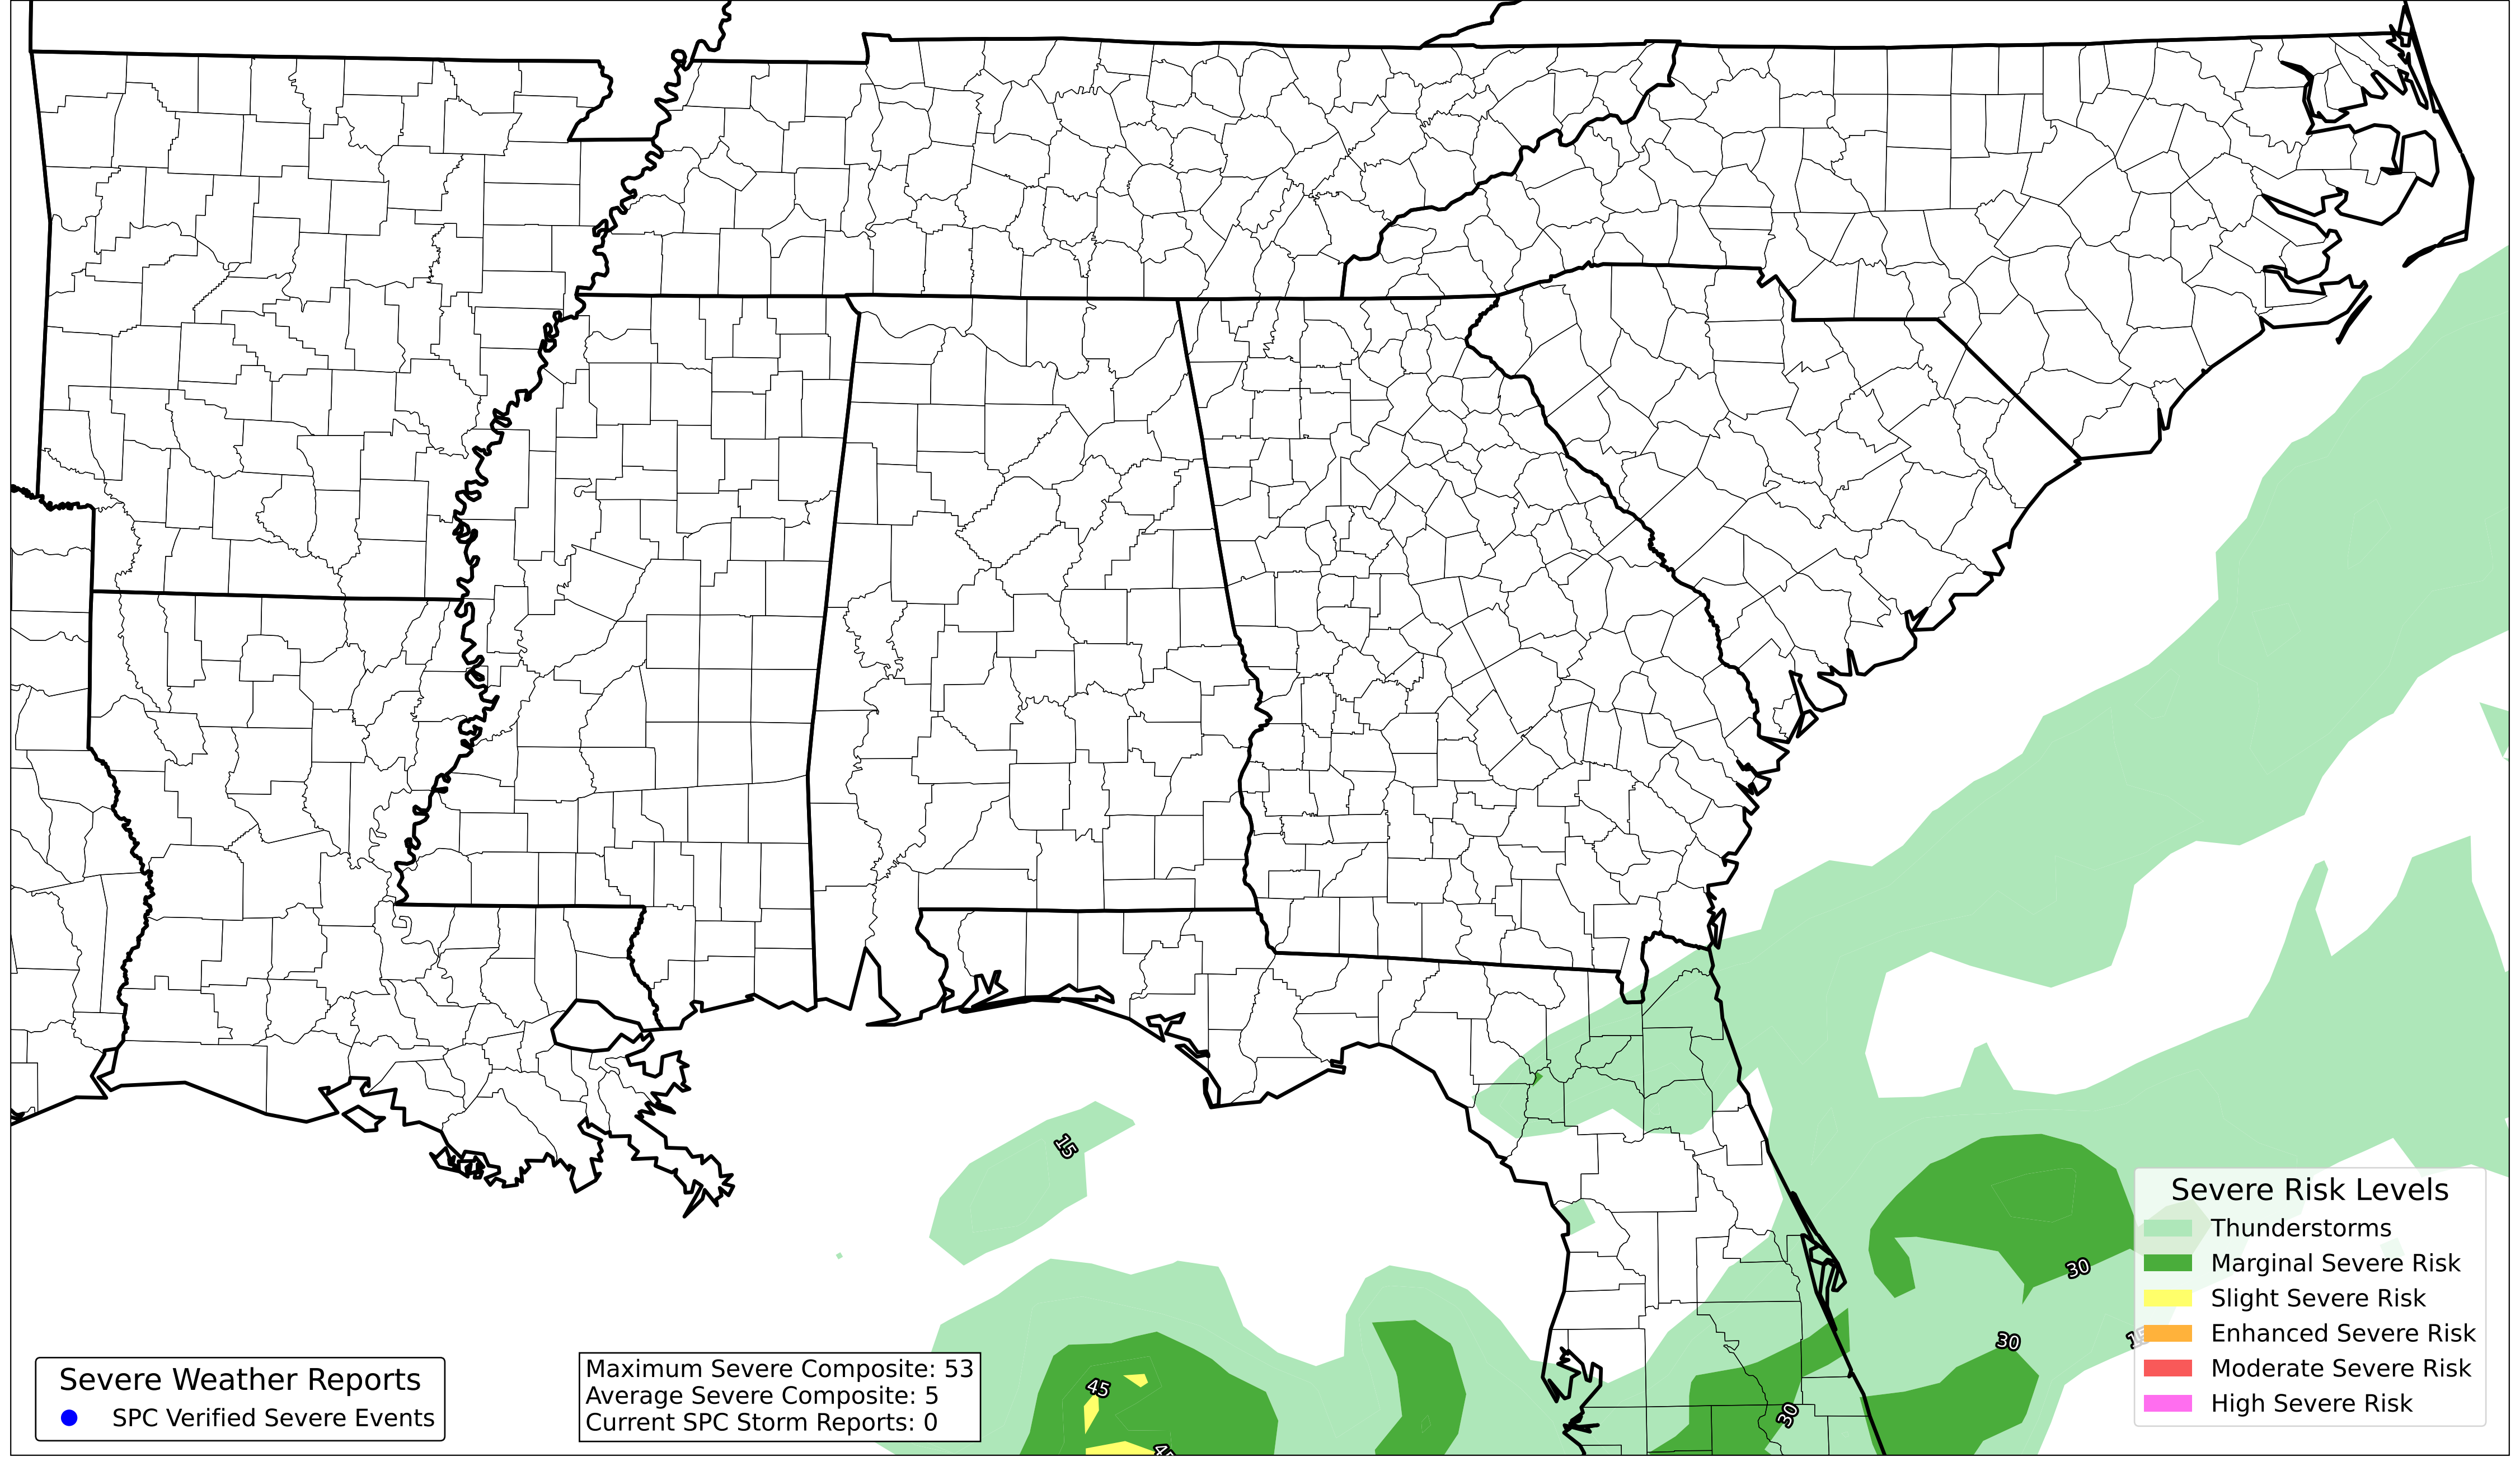 15
30
30
45
30
Severe Risk Levels
Thunderstorms
Marginal Severe Risk
Slight Severe Risk
Enhanced Severe Risk
Moderate Severe Risk
High Severe Risk
Severe Weather Reports
SPC Verified Severe Events
Maximum Severe Composite: 53
Average Severe Composite: 5
Current SPC Storm Reports: 0